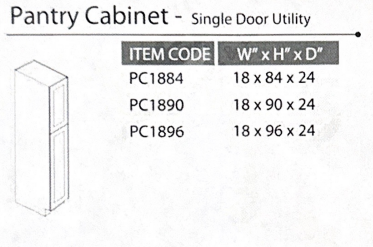 Pantry Cabinet - Single Door Utility
ITEM CODE W" x H" x D"
PC1884 18 x 84 x 24
PC1890 18 x 90 x 24
PC1896 18 x 96 x 24